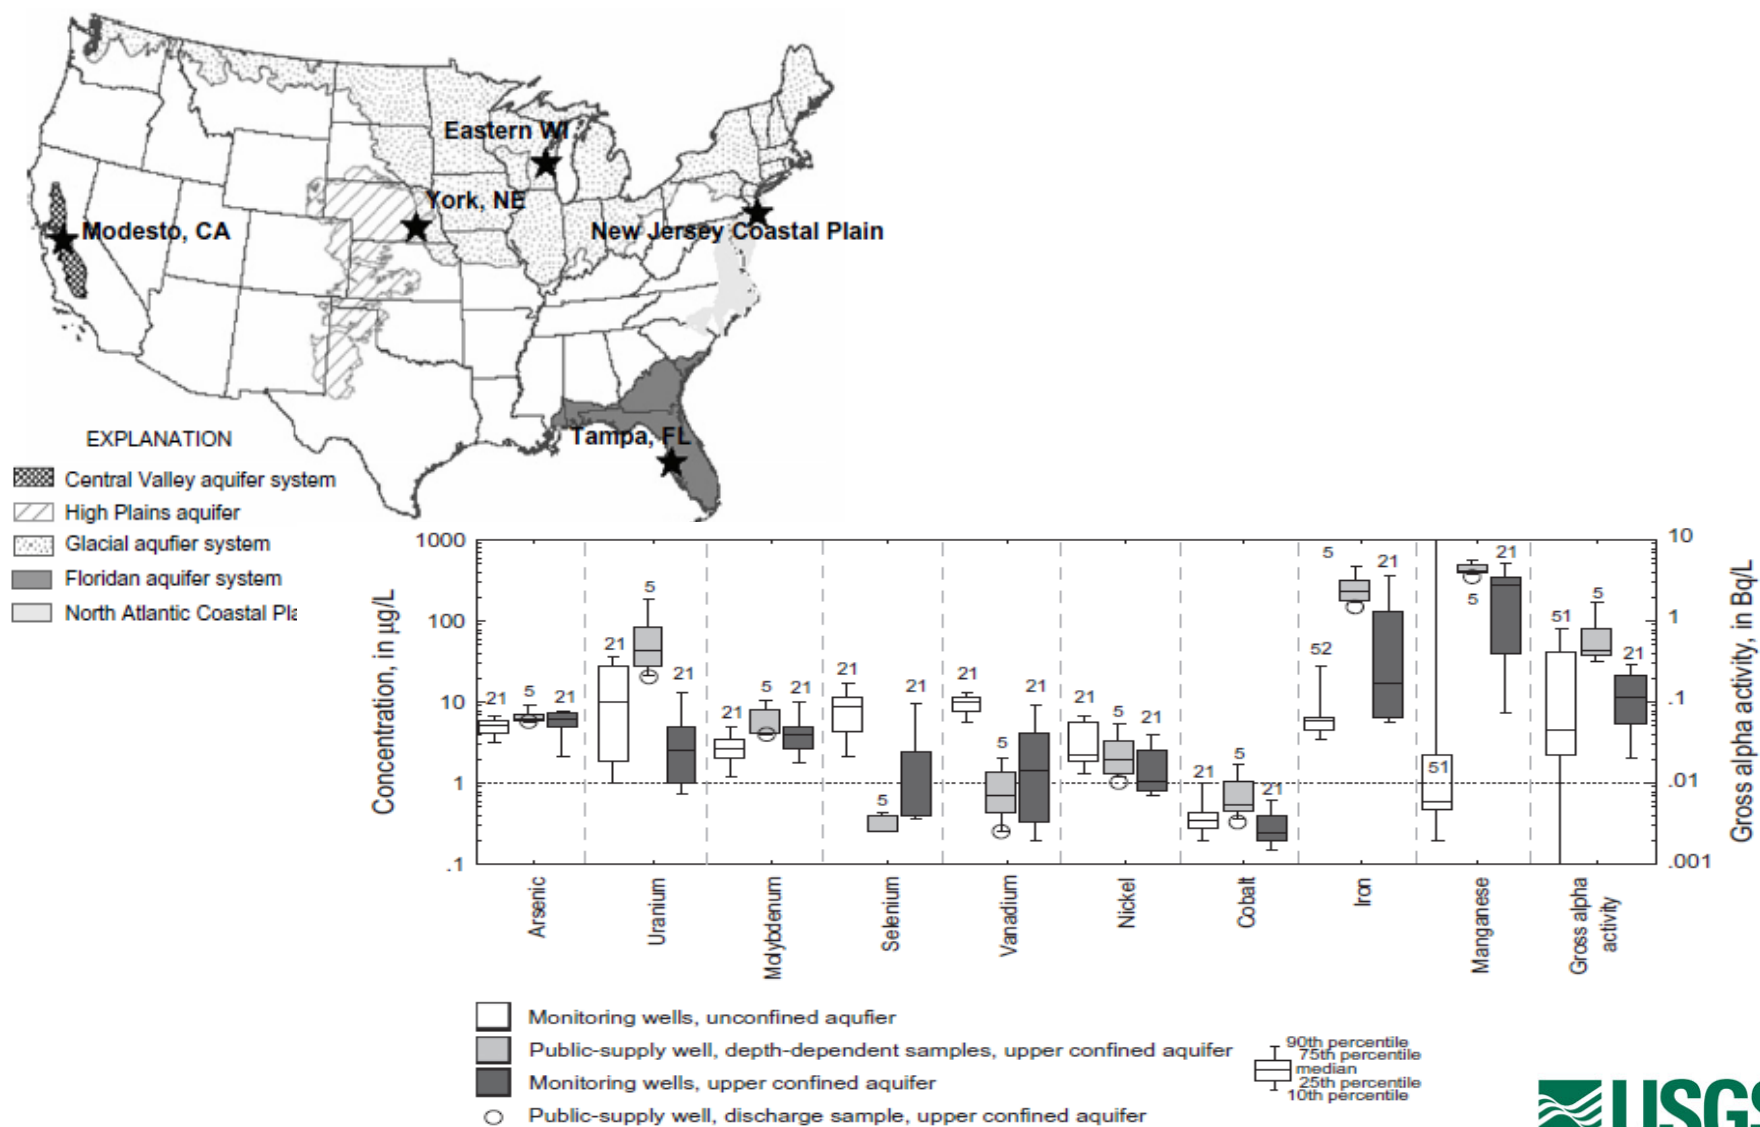 Eastern WI
York, NE
Modesto, CA
New Jersey Coastal Plain
Tampa, FL
EXPLANATION
Central Valley aquifer system
High Plains aquifer
Glacial aqufier system
Floridan aquifer system
North Atlantic Coastal Pla
Concentration, in µg/L
1000
100
10
1
.1
Gross alpha activity, in Bq/L
10
1
.1
.01
.001
21 5 21
21 5 21
21 5 21
21 5 21
21 5 21
21 5 21
21 5 21
52 5 21
51 5 21
51 5 21
Arsenic
Uranium
Molybdenum
Selenium
Vanadium
Nickel
Cobalt
Iron
Manganese
Gross alpha
activity
Monitoring wells, unconfined aqufier
Public-supply well, depth-dependent samples, upper confined aquifer
Monitoring wells, upper confined aquifer
Public-supply well, discharge sample, upper confined aquifer
90th percentile
75th percentile
median
25th percentile
10th percentile
USGS